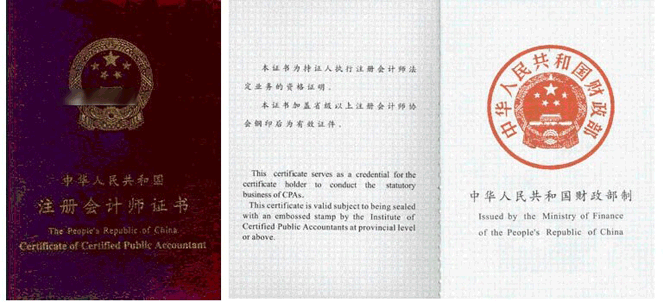 中华人民共和国
注册会计师证书
The People's Republic of China
Certificate of Certified Public Accountant
本证书为持证人执行注册会计师法
定业务的资格证明.
本证书加盖省级以上注册会计师协
会钢印后为有效证件.
This certificate serves as a credential for the
certificate holder to conduct the statutory
business of CPAs.
This certificate is valid subject to being sealed
with an embossed stamp by the Institute of
Certified Public Accountants at provincial level
or above.
中华人民共和国财政部
中华人民共和国财政部制
Issued by the Ministry of Finance
of the People's Republic of China